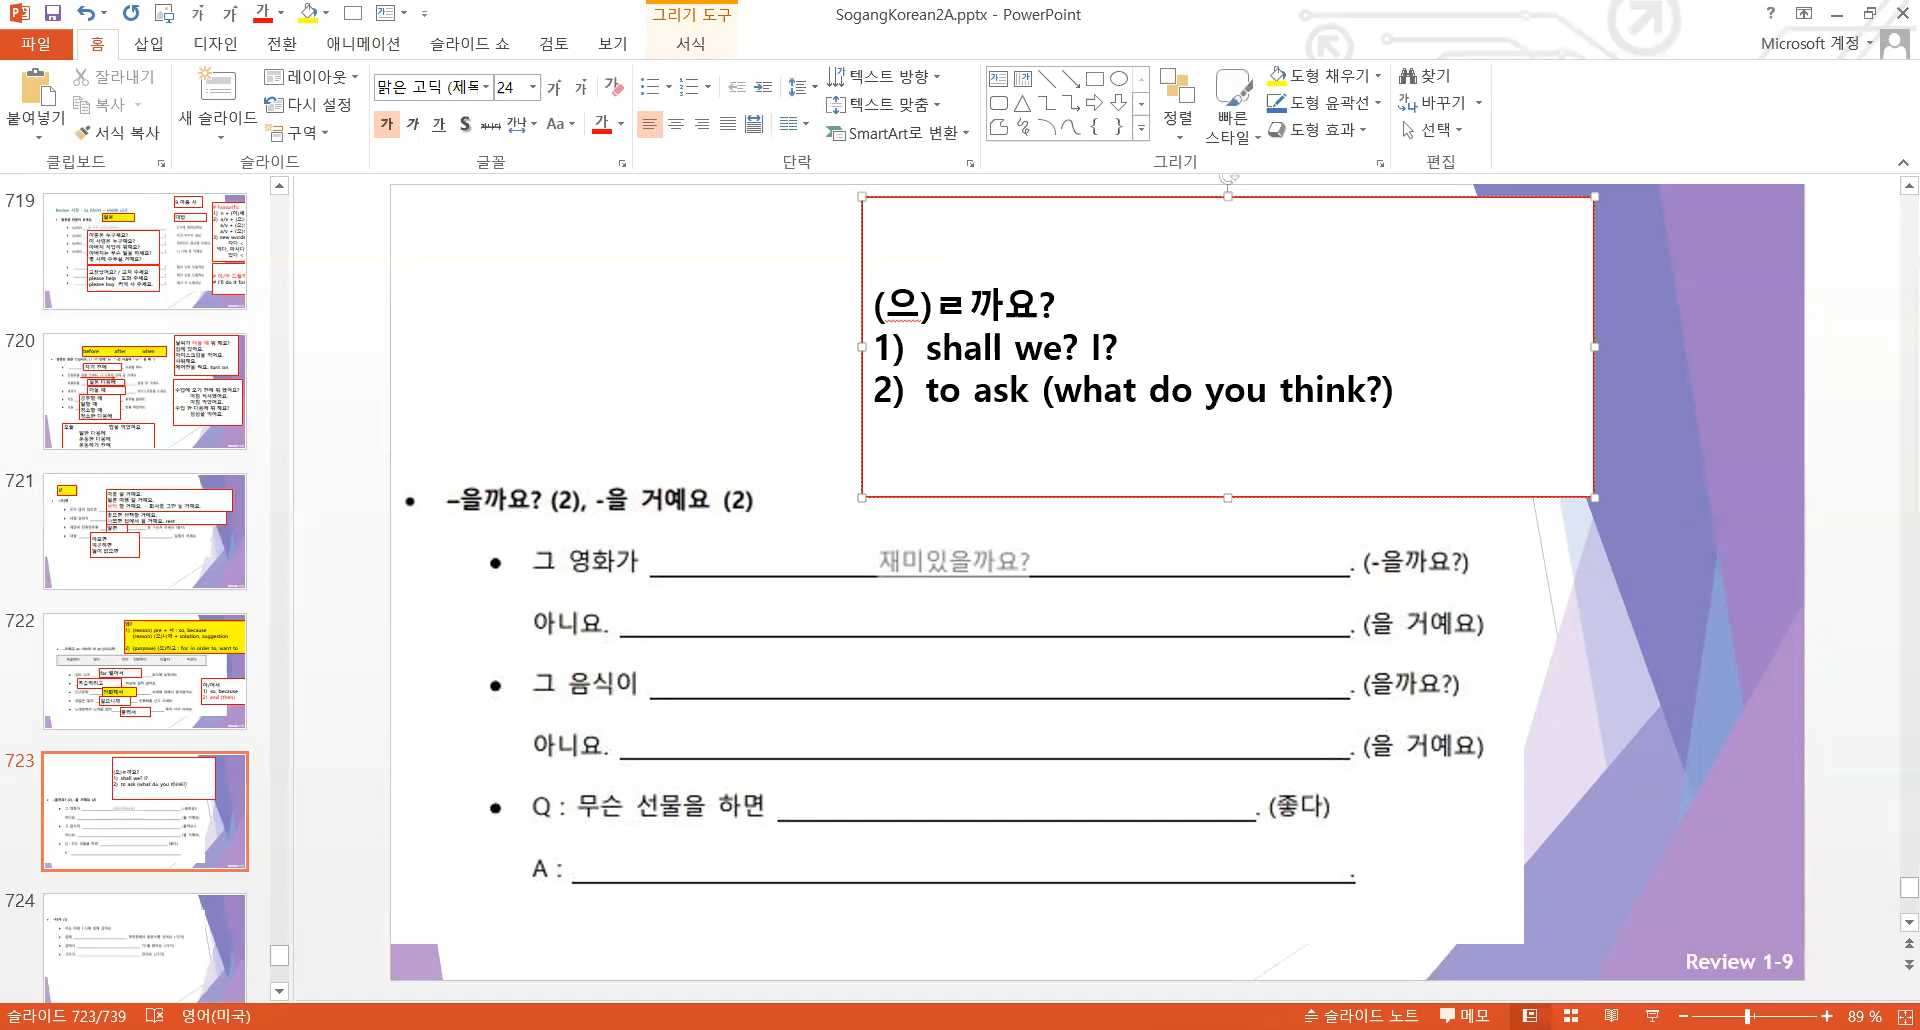 SogangKorean2A.pptx - PowerPoint
그리기 도구
Microsoft 계정
파일 홈 삽입 디자인 전환 애니메이션 슬라이드 쇼 검토 보기 서식
붙여넣기
잘라내기
복사
서식 복사
클립보드
새 슬라이드
레이아웃
다시 설정
구역
슬라이드
맑은 고딕 (제목 24
글꼴
텍스트 방향
텍스트 맞춤
SmartArt로 변환
단락
정렬
빠른 스타일
도형 채우기
도형 윤곽선
도형 효과
그리기
찾기
바꾸기
선택
편집
719
720
before after when
721
722
723
724
(으)ㄹ까요?
1) shall we? I?
2) to ask (what do you think?)
• –을까요? (2), -을 거예요 (2)
• 그 영화가 재미있을까요? . (-을까요?)
아니요. . (을 거예요)
• 그 음식이 . (을까요?)
아니요. . (을 거예요)
• Q : 무슨 선물을 하면 . (좋다)
A : .
Review 1-9
슬라이드 723/739 영어(미국) 슬라이드 노트 메모 89 %